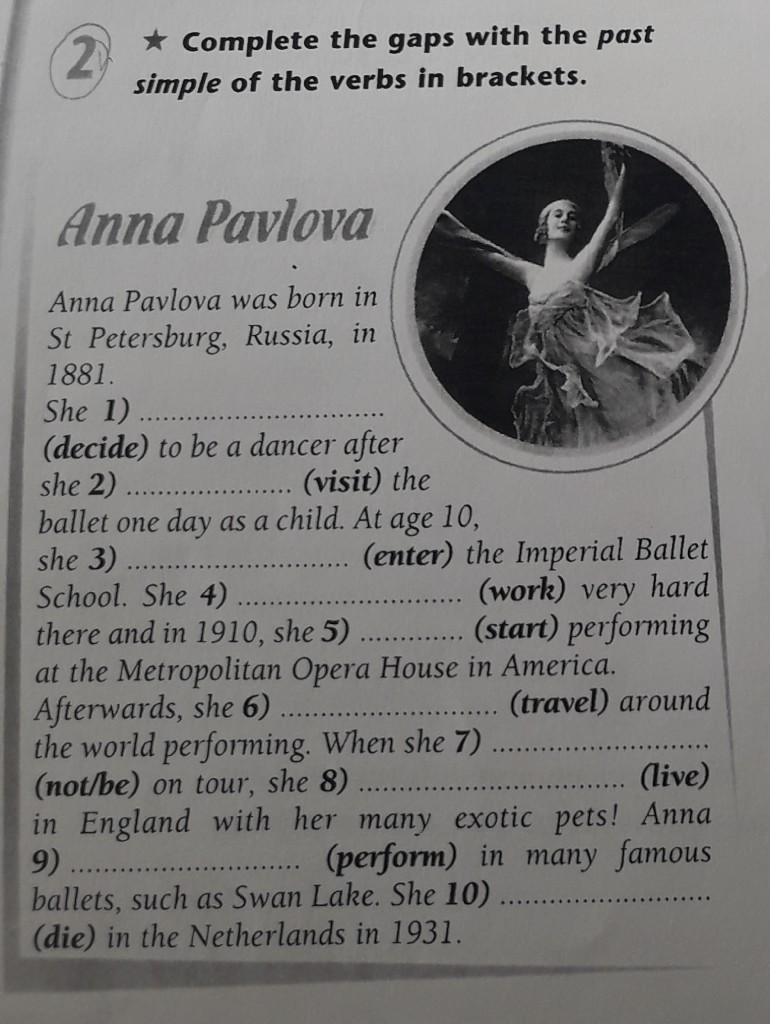 2
★ Complete the gaps with the past
simple of the verbs in brackets.
Anna Pavlova
Anna Pavlova was born in
St Petersburg, Russia, in
1881.
She 1) ....................................
(decide) to be a dancer after
she 2) ...................... (visit) the
ballet one day as a child. At age 10,
she 3) .............................. (enter) the Imperial Ballet
School. She 4) .............................. (work) very hard
there and in 1910, she 5) .............. (start) performing
at the Metropolitan Opera House in America.
Afterwards, she 6) .............................. (travel) around
the world performing. When she 7) ..............................
(not/be) on tour, she 8) .................................... (live)
in England with her many exotic pets! Anna
9) .............................. (perform) in many famous
ballets, such as Swan Lake. She 10) ............................
(die) in the Netherlands in 1931.